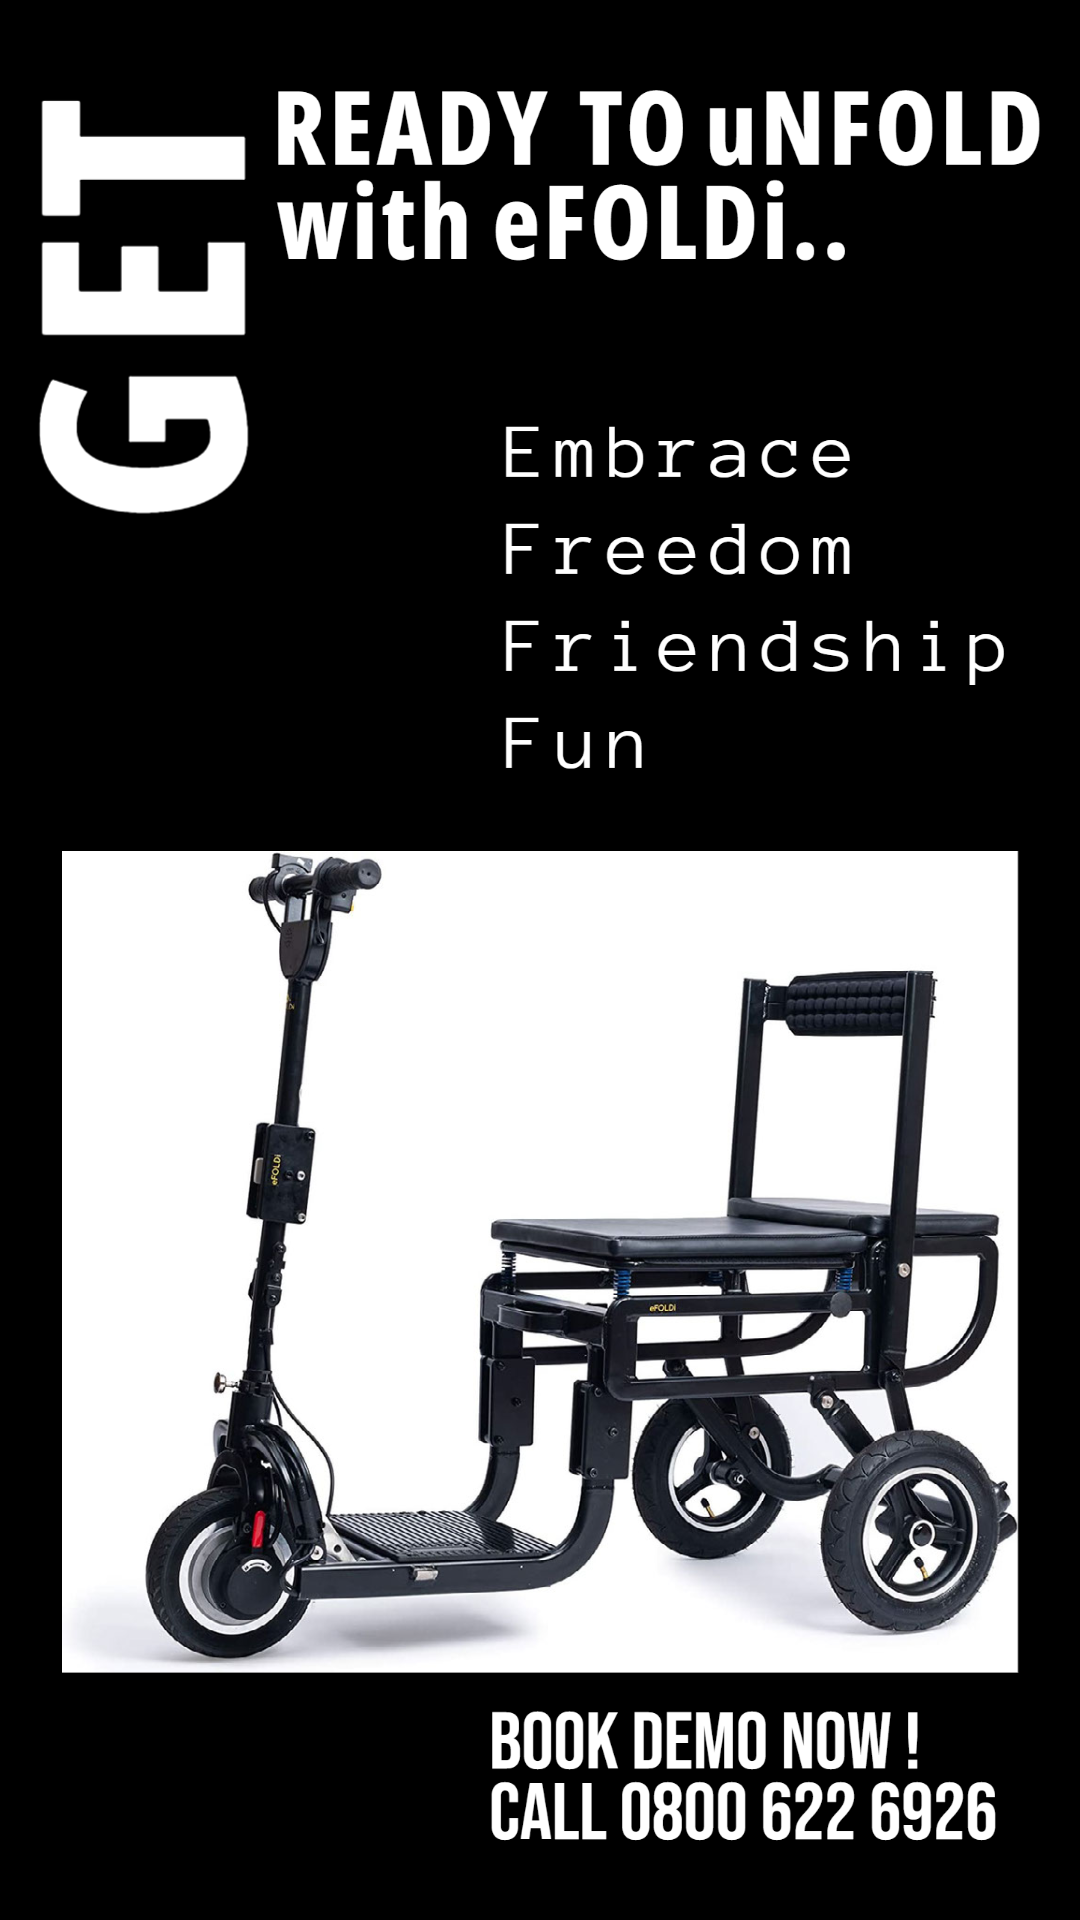 GET
READY TO uNFOLD
with eFOLDi..
Embrace
Freedom
Friendship
Fun
eFOLDi
eFOLDi
BOOK DEMO NOW !
CALL 0800 622 6926